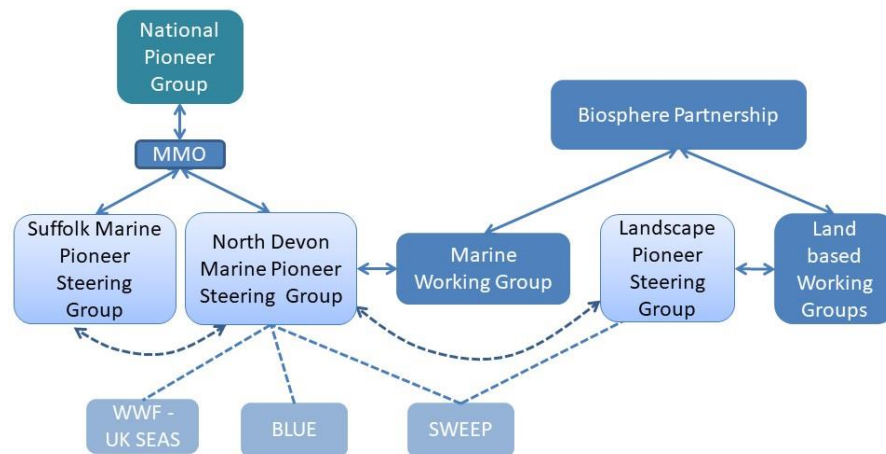 National
Pioneer
Group
Biosphere Partnership
MMO
Suffolk Marine
Pioneer
Steering
Group
North Devon
Marine Pioneer
Steering Group
Marine
Working Group
Landscape
Pioneer
Steering
Group
Land
based
Working
Groups
WWF -
UK SEAS
BLUE
SWEEP